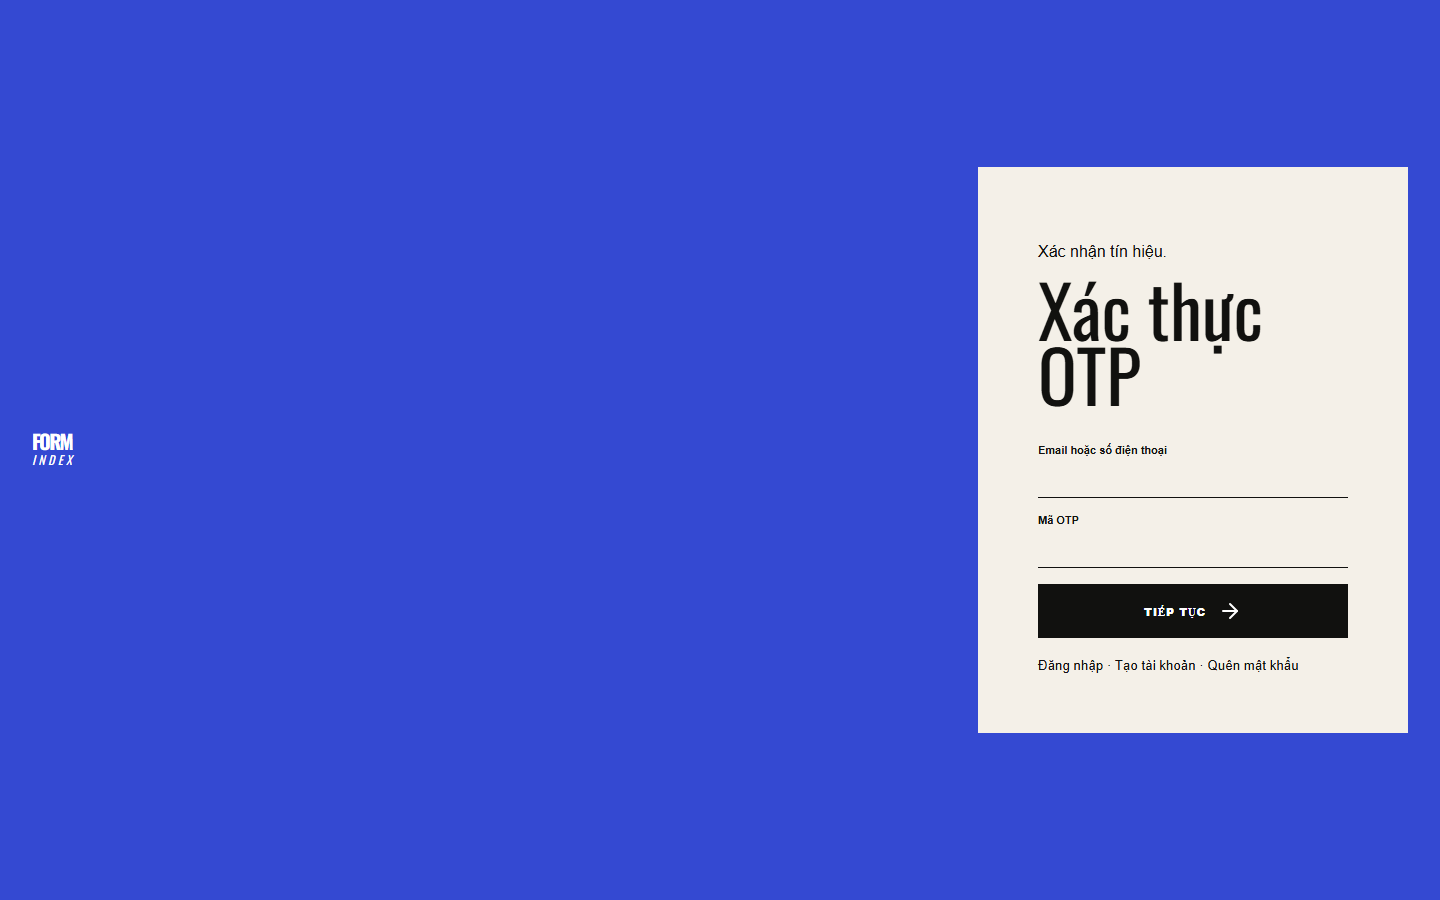 FORM
INDEX
Xác nhận tín hiệu.
Xác thực
OTP
Email hoặc số điện thoại
Mã OTP
TIẾP TỤC
Đăng nhập · Tạo tài khoản · Quên mật khẩu